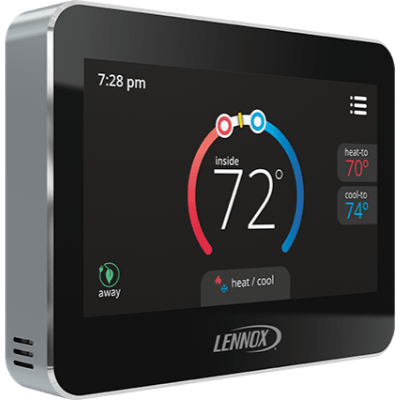 7:28 pm
inside
72°
heat-to
70°
cool-to
74°
away
heat / cool
LENNOX